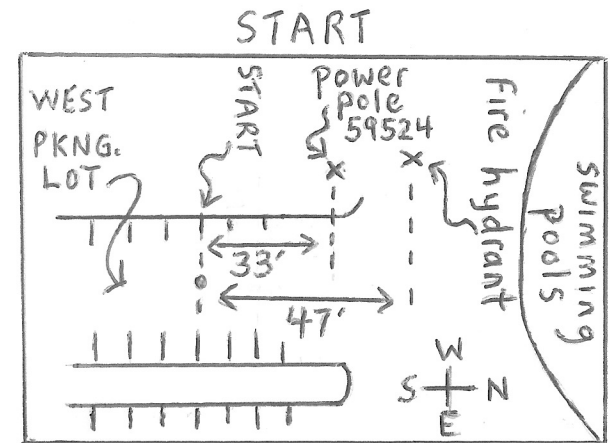 START
WEST
PKNG.
LOT
START
power
pole
59524
Fire hydrant
swimming
pools
33'
47'
W
S
N
E